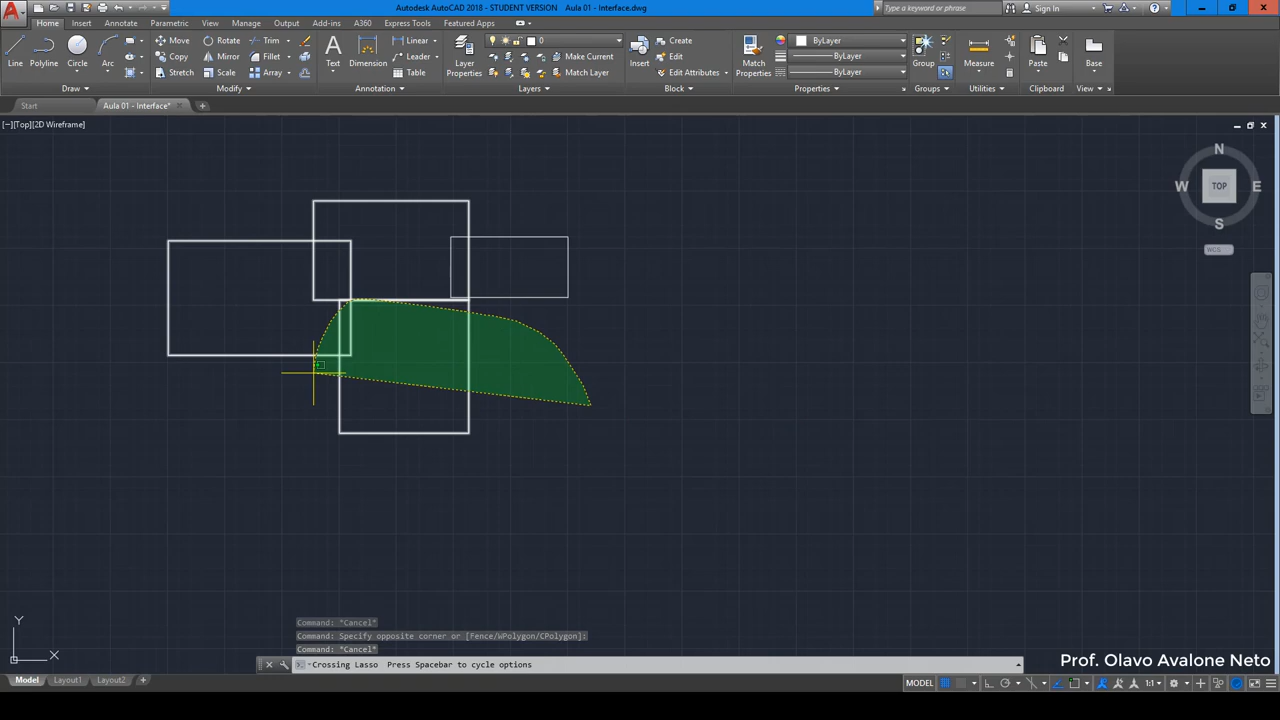 Autodesk AutoCAD 2018 - STUDENT VERSION Aula 01 - Interface.dwg
Type a keyword or phrase
Sign In
Home Insert Annotate Parametric View Manage Output Add-ins A360 Express Tools Featured Apps
Line Polyline Circle Arc
Move Rotate Trim
Copy Mirror Fillet
Stretch Scale Array
Text Dimension
Linear
Leader
Table
Layer Properties
0
Make Current
Match Layer
Insert
Create
Edit
Edit Attributes
Match Properties
ByLayer
ByLayer
ByLayer
Group
Measure
Paste
Base
Draw Modify Annotation Layers Block Properties Groups Utilities Clipboard View
Start Aula 01 - Interface*
[−][Top][2D Wireframe]
N
W TOP E
S
WCS
Y
X
Command: *Cancel*
Command: Specify opposite corner or [Fence/WPolygon/CPolygon]:
Command: *Cancel*
Crossing Lasso Press Spacebar to cycle options
Prof. Olavo Avalone Neto
Model Layout1 Layout2
MODEL 1:1